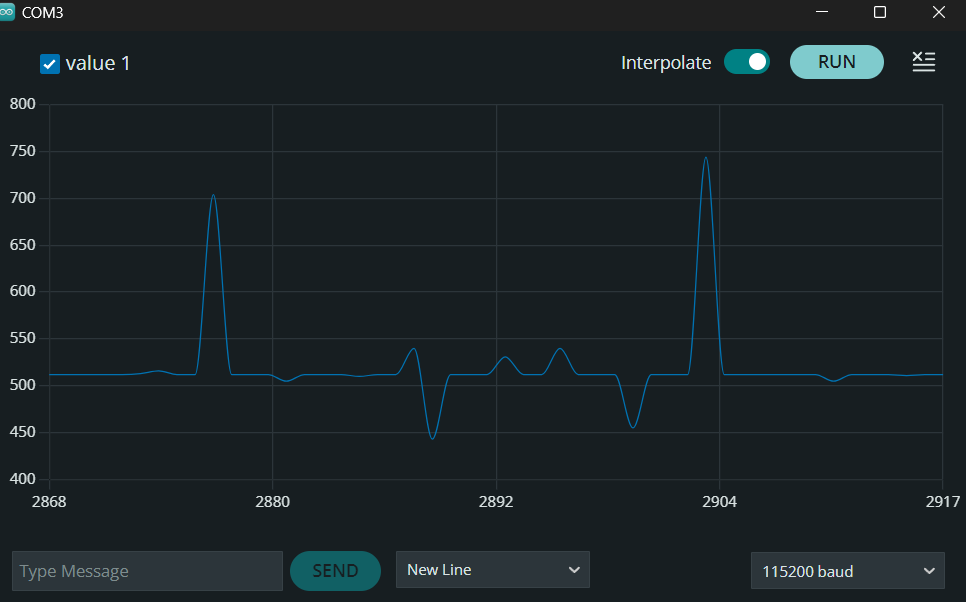 COM3
value 1
Interpolate
RUN
800
750
700
650
600
550
500
450
400
2868 2880 2892 2904 2917
Type Message
SEND
New Line
115200 baud